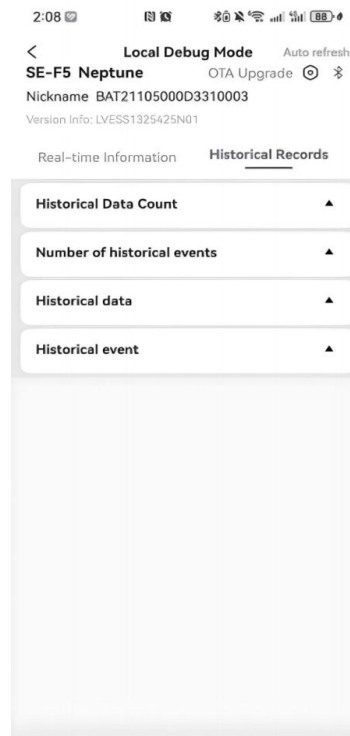 2:08 88
Local Debug Mode Auto refresh
SE-F5 Neptune OTA Upgrade
Nickname BAT21105000D3310003
Version Info: LVESS1325425N01
Real-time Information Historical Records
Historical Data Count
Number of historical events
Historical data
Historical event